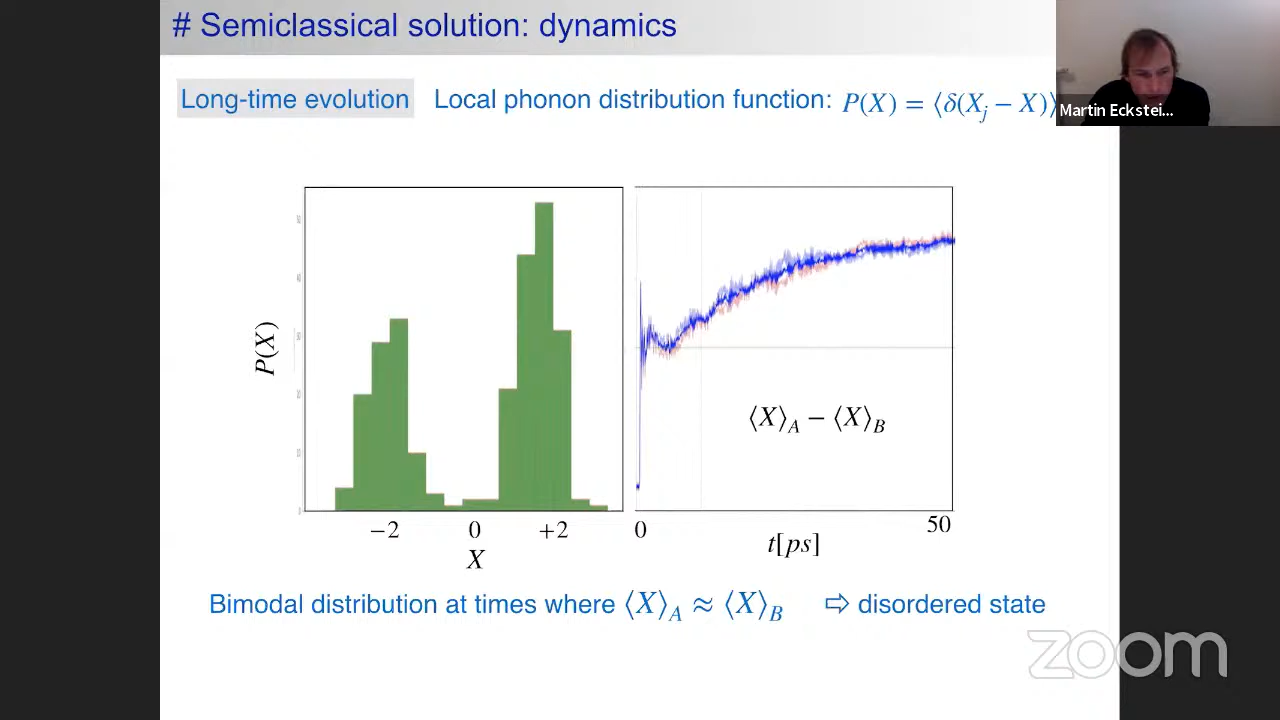 # Semiclassical solution: dynamics
Long-time evolution
Local phonon distribution function: P(X) = ⟨δ(X_j − X)⟩
Martin Eckstei...
P(X)
−2
0
+2
X
⟨X⟩_A − ⟨X⟩_B
0
50
t[ps]
Bimodal distribution at times where ⟨X⟩_A ≈ ⟨X⟩_B ⇨ disordered state
zoom